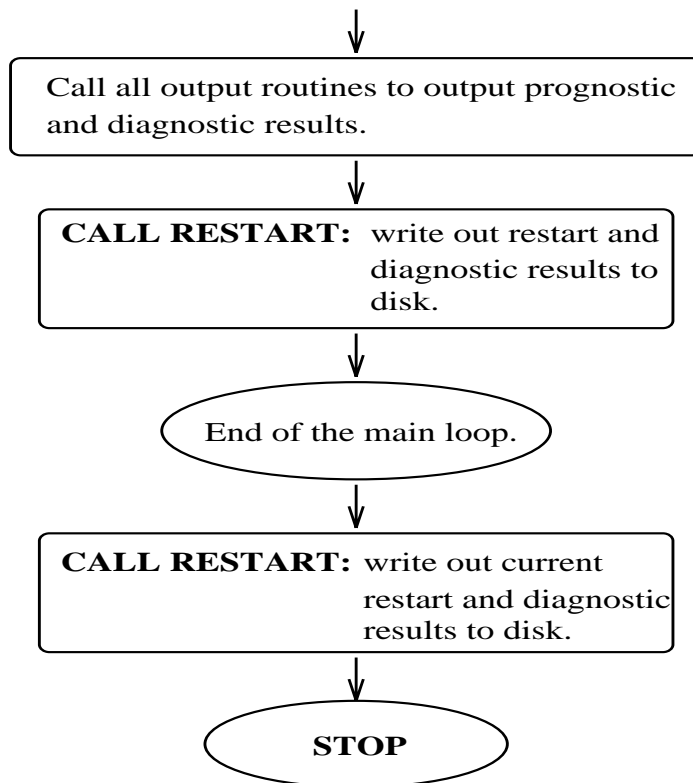 Call all output routines to output prognostic
and diagnostic results.
CALL RESTART: write out restart and
diagnostic results to
disk.
End of the main loop.
CALL RESTART: write out current
restart and diagnostic
results to disk.
STOP